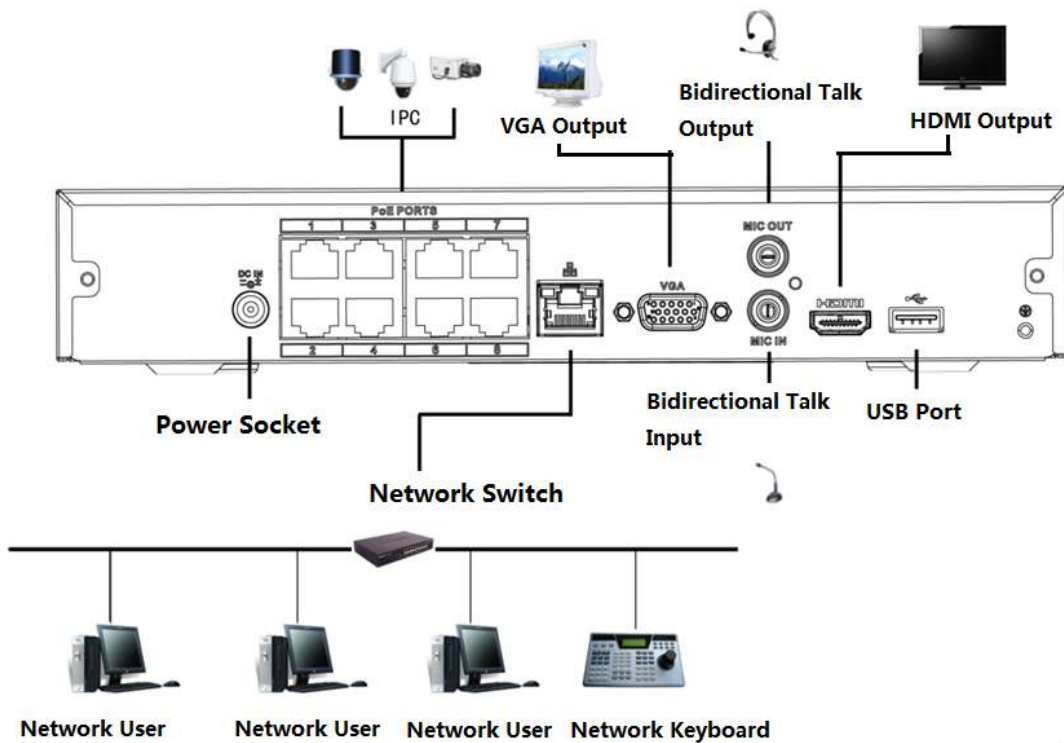 IPC
VGA Output
Bidirectional Talk
Output
HDMI Output
PoE PORTS
1 3 5 7
MIC OUT
DC IN
VGA
HDMI
MIC IN
2 4 6 8
Power Socket
Bidirectional Talk
Input
USB Port
Network Switch
Network User
Network User
Network User
Network Keyboard